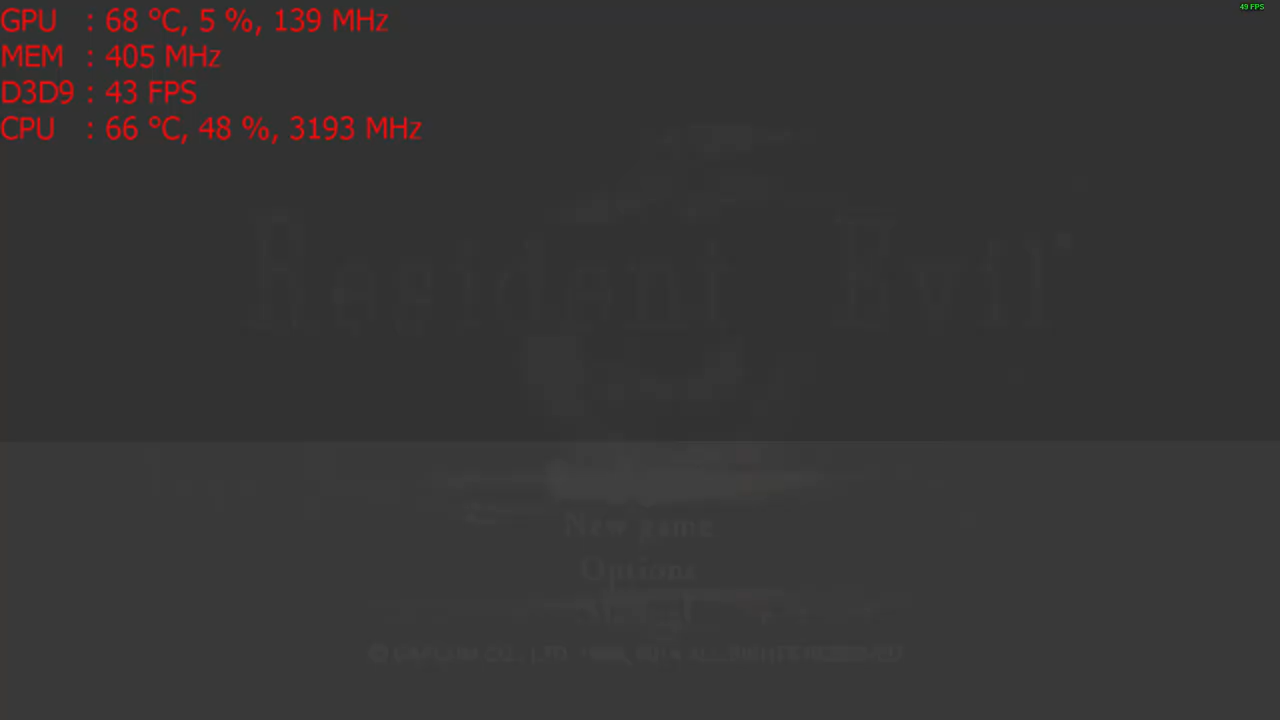 GPU : 68 °C, 5 %, 139 MHz
49 FPS
MEM : 405 MHz
D3D9 : 43 FPS
CPU : 66 °C, 48 %, 3193 MHz
Resident Evil
New game
Options